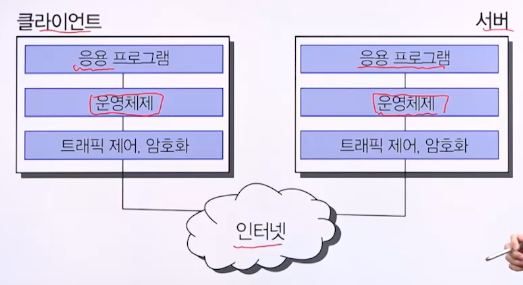 클라이언트
서버
응용 프로그램
응용 프로그램
운영체제
운영체제
트래픽 제어, 암호화
트래픽 제어, 암호화
인터넷